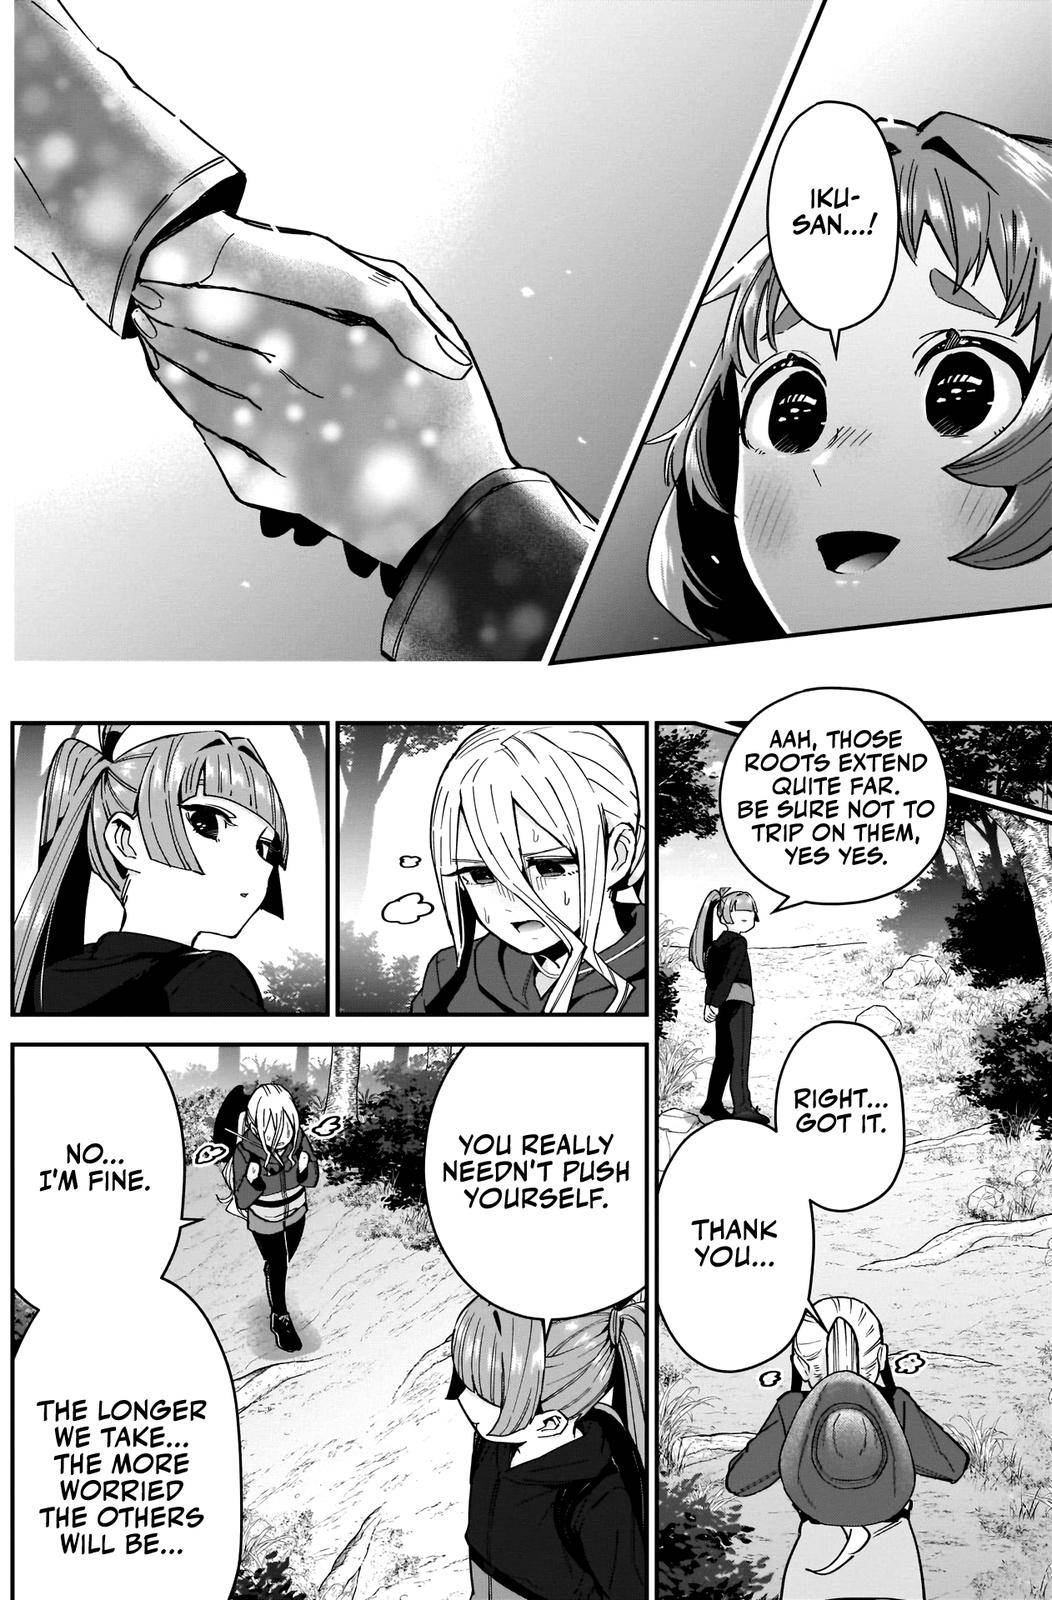 IKU-
SAN...!
AAH, THOSE
ROOTS EXTEND
QUITE FAR.
BE SURE NOT TO
TRIP ON THEM,
YES YES.
RIGHT...
GOT IT.
THANK
YOU...
YOU REALLY
NEEDN'T PUSH
YOURSELF.
NO...
I'M FINE.
THE LONGER
WE TAKE...
THE MORE
WORRIED
THE OTHERS
WILL BE...